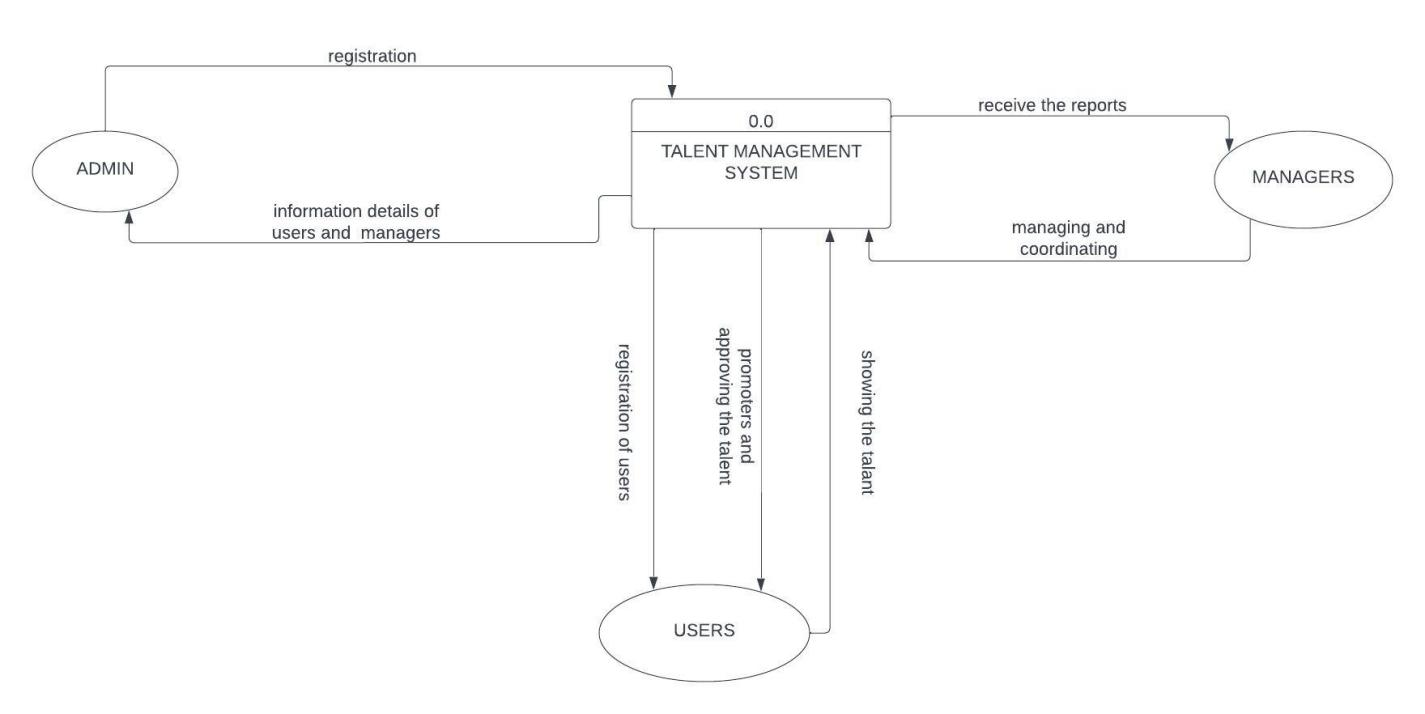 registration
0.0
TALENT MANAGEMENT
SYSTEM
receive the reports
ADMIN
MANAGERS
information details of
users and managers
managing and
coordinating
registration of users
promoters and
approving the talent
showing the talant
USERS